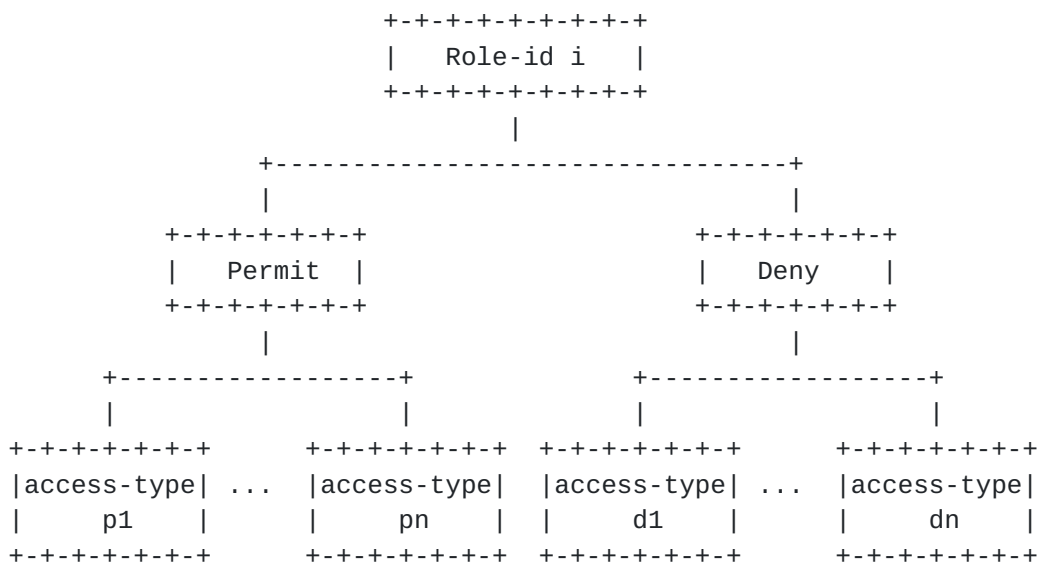 Role-id i
Permit Deny
access-type ... access-type access-type ... access-type
p1 pn d1 dn